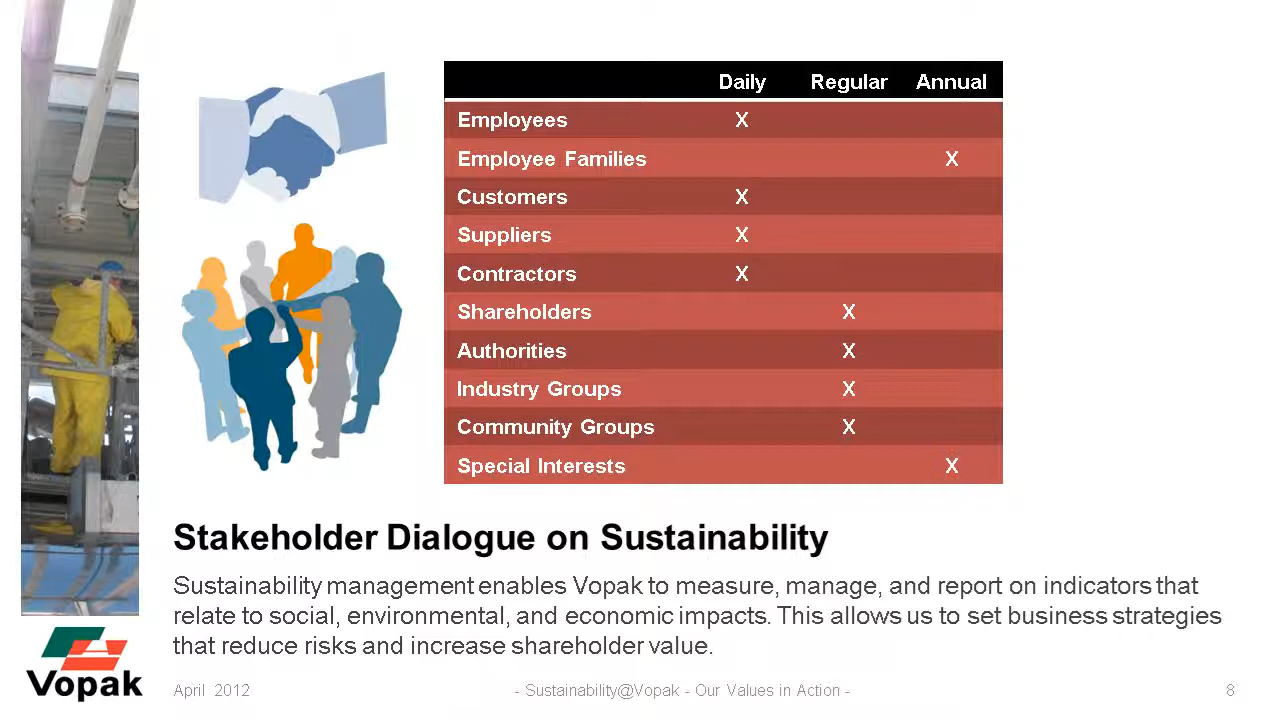 Daily Regular Annual
Employees X
Employee Families X
Customers X
Suppliers X
Contractors X
Shareholders X
Authorities X
Industry Groups X
Community Groups X
Special Interests X
Stakeholder Dialogue on Sustainability
Sustainability management enables Vopak to measure, manage, and report on indicators that
relate to social, environmental, and economic impacts. This allows us to set business strategies
that reduce risks and increase shareholder value.
Vopak
April 2012 - Sustainability@Vopak - Our Values in Action - 8